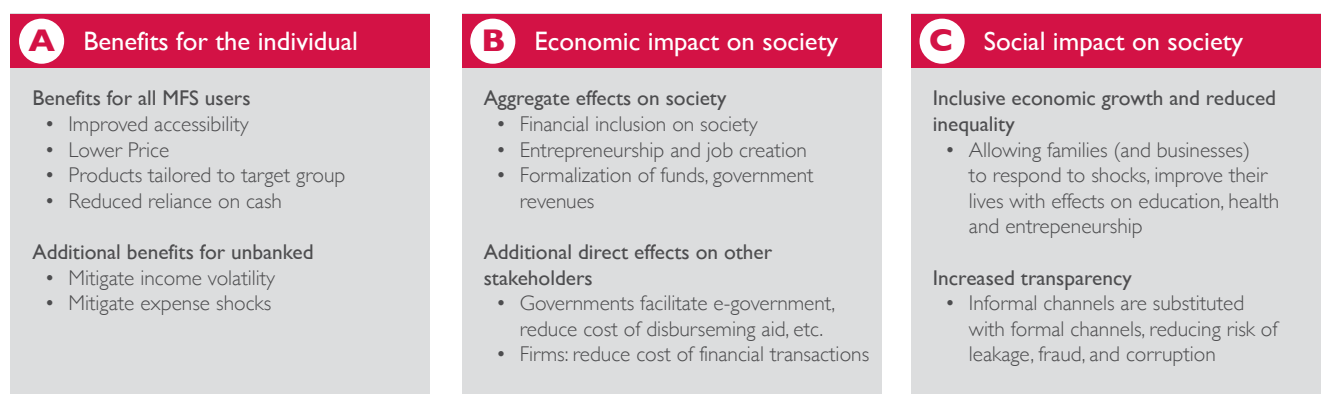 A Benefits for the individual
Benefits for all MFS users
• Improved accessibility
• Lower Price
• Products tailored to target group
• Reduced reliance on cash
Additional benefits for unbanked
• Mitigate income volatility
• Mitigate expense shocks
B Economic impact on society
Aggregate effects on society
• Financial inclusion on society
• Entrepreneurship and job creation
• Formalization of funds, government
revenues
Additional direct effects on other
stakeholders
• Governments facilitate e-government,
reduce cost of disburseming aid, etc.
• Firms: reduce cost of financial transactions
C Social impact on society
Inclusive economic growth and reduced
inequality
• Allowing families (and businesses)
to respond to shocks, improve their
lives with effects on education, health
and entrepeneurship
Increased transparency
• Informal channels are substituted
with formal channels, reducing risk of
leakage, fraud, and corruption